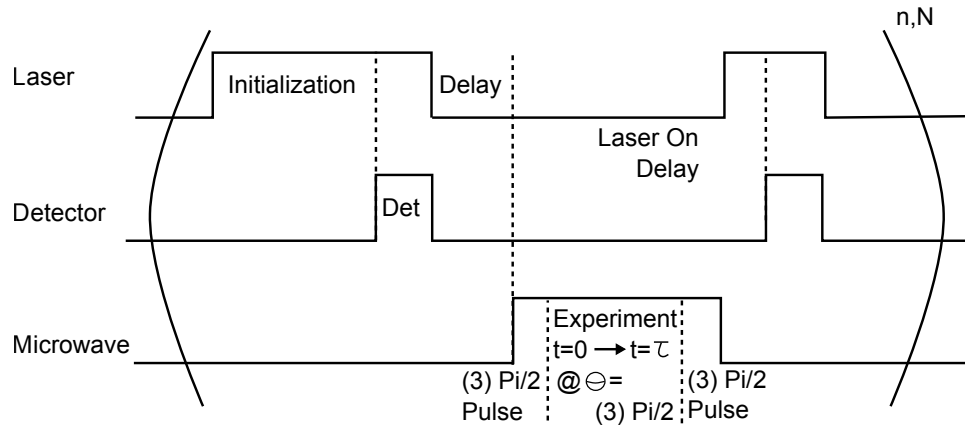 n,N
Laser
Initialization
Delay
Laser On
Delay
Detector
Det
Microwave
Experiment
t=0 → t=τ
@ ⊖=
(3) Pi/2
(3) Pi/2
Pulse
(3) Pi/2
Pulse